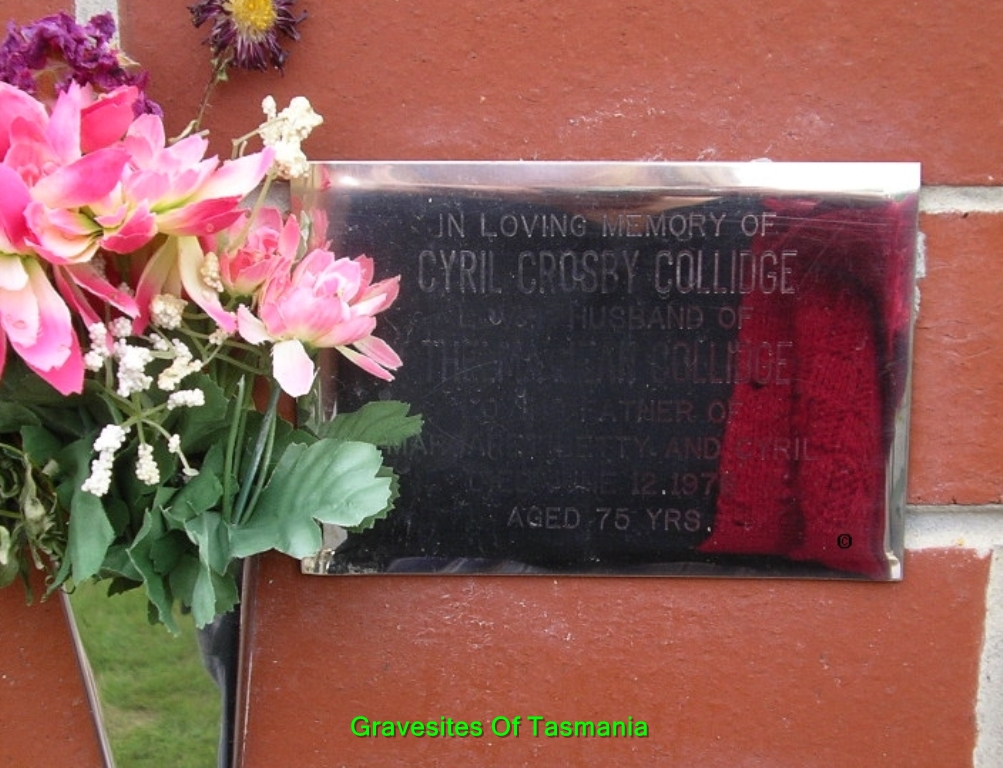 IN LOVING MEMORY OF
CYRIL CROSBY COLLIDGE
HUSBAND OF
COLLIDGE
FATHER OF
BETTY AND CYRIL
JUNE 12
AGED 75 YRS.
©
Gravesites Of Tasmania